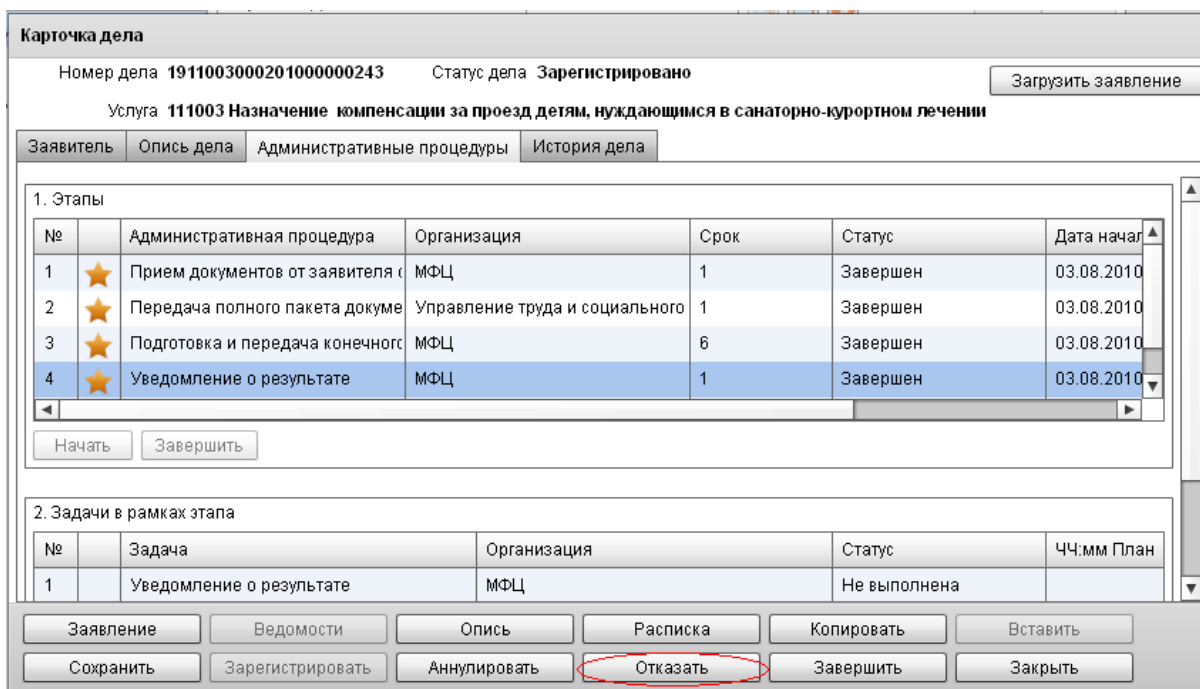 Карточка дела
Номер дела 1911003000201000000243 Статус дела Зарегистрировано
Загрузить заявление
Услуга 111003 Назначение компенсации за проезд детям, нуждающимся в санаторно-курортном лечении
Заявитель Опись дела Административные процедуры История дела
1. Этапы
№ Административная процедура Организация Срок Статус Дата начал
1 Прием документов от заявителя МФЦ 1 Завершен 03.08.2010
2 Передача полного пакета докуме Управление труда и социального 1 Завершен 03.08.2010
3 Подготовка и передача конечного МФЦ 6 Завершен 03.08.2010
4 Уведомление о результате МФЦ 1 Завершен 03.08.2010
Начать Завершить
2. Задачи в рамках этапа
№ Задача Организация Статус ЧЧ:мм План
1 Уведомление о результате МФЦ Не выполнена
Заявление Ведомости Опись Расписка Копировать Вставить
Сохранить Зарегистрировать Аннулировать Отказать Завершить Закрыть